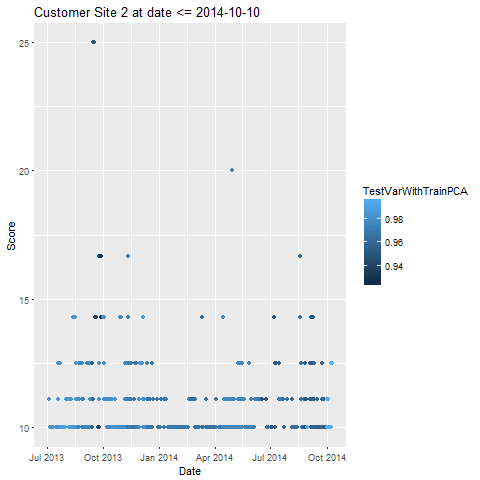 Customer Site 2 at date <= 2014-10-10
25
20
15
10
Score
Jul 2013 Oct 2013 Jan 2014 Apr 2014 Jul 2014 Oct 2014
Date
TestVarWithTrainPCA
0.98
0.96
0.94